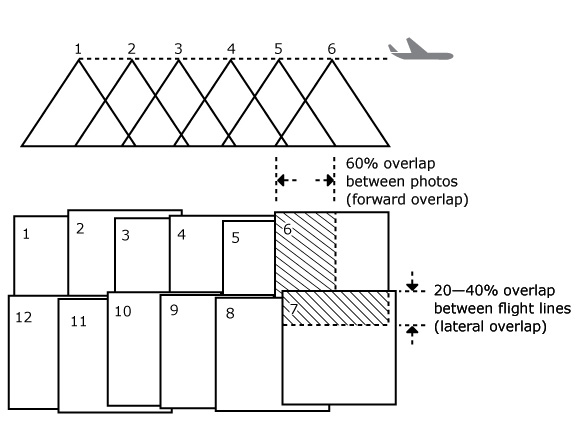 1 2 3 4 5 6
60% overlap
between photos
(forward overlap)
1 2 3 4 5 6
20—40% overlap
between flight lines
(lateral overlap)
12 11 10 9 8 7